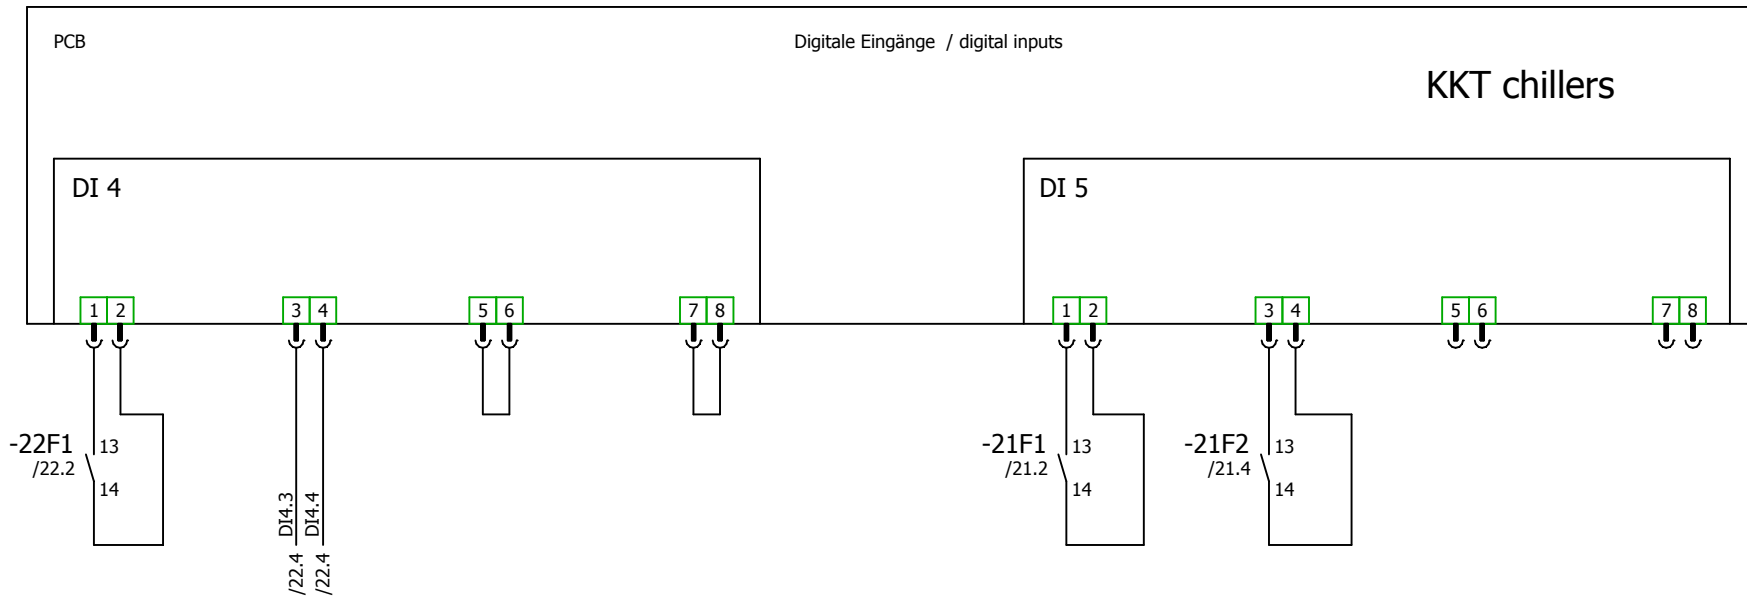 PCB
Digitale Eingänge / digital inputs
KKT chillers
DI 4
DI 5
1 2 3 4 5 6 7 8
1 2 3 4 5 6 7 8
-22F1
/22.2
13
14
DI4.3
/22.4
DI4.4
/22.4
-21F1
/21.2
13
14
-21F2
/21.4
13
14